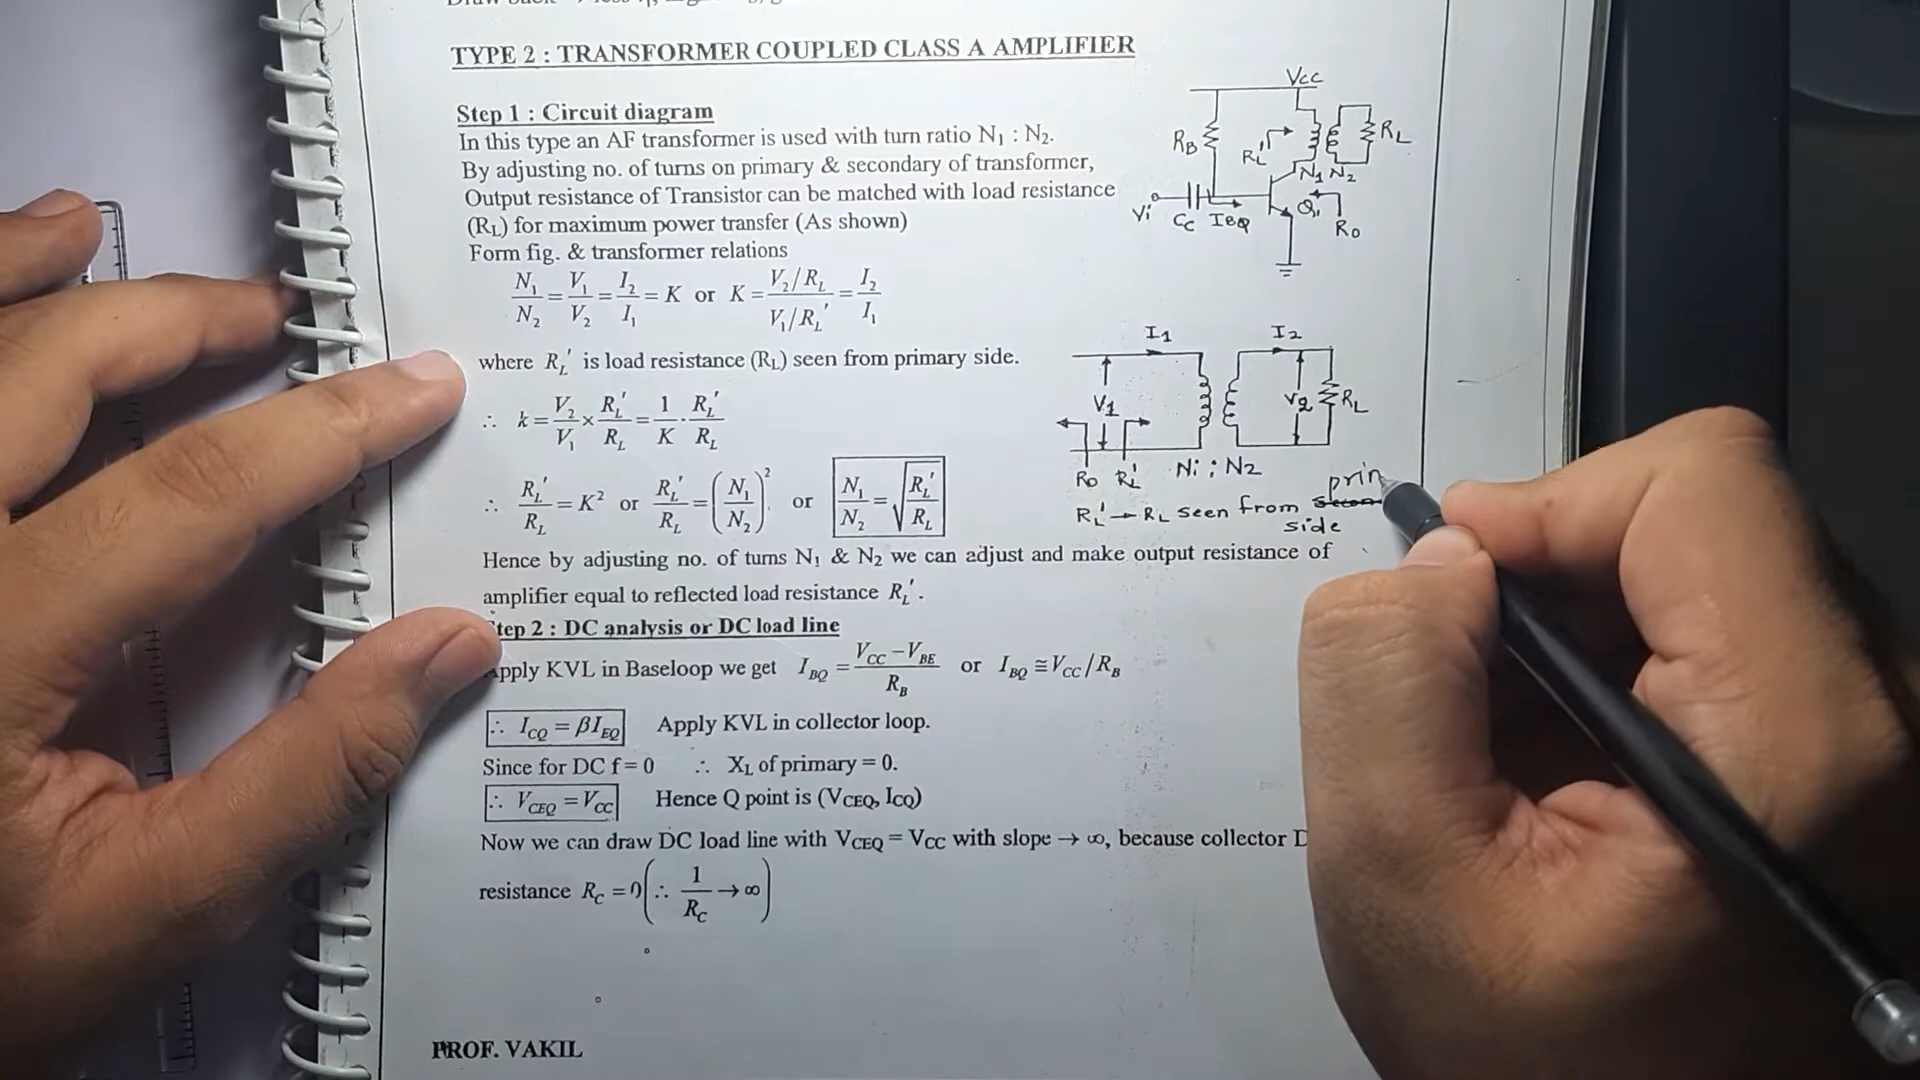 TYPE 2 : TRANSFORMER COUPLED CLASS A AMPLIFIER
Step 1 : Circuit diagram
In this type an AF transformer is used with turn ratio N₁ : N₂.
By adjusting no. of turns on primary & secondary of transformer,
Output resistance of Transistor can be matched with load resistance
(R_L) for maximum power transfer (As shown)
Form fig. & transformer relations
N₁/N₂ = V₁/V₂ = I₂/I₁ = K or K = (V₂/R_L)/(V₁/R_L') = I₂/I₁
where R_L' is load resistance (R_L) seen from primary side.
∴ k = V₂/V₁ × R_L'/R_L = 1/K · R_L'/R_L
∴ R_L'/R_L = K² or R_L'/R_L = (N₁/N₂)² or N₁/N₂ = √(R_L'/R_L)
Hence by adjusting no. of turns N₁ & N₂ we can adjust and make output resistance of
amplifier equal to reflected load resistance R_L'.
tep 2 : DC analysis or DC load line
pply KVL in Baseloop we get I_BQ = (V_CC − V_BE)/R_B or I_BQ ≅ V_CC / R_B
∴ I_CQ = βI_EQ Apply KVL in collector loop.
Since for DC f = 0 ∴ X_L of primary = 0.
∴ V_CEQ = V_CC Hence Q point is (V_CEQ, I_CQ)
Now we can draw DC load line with V_CEQ = V_CC with slope → ∞, because collector D
resistance R_C = 0 (∴ 1/R_C → ∞)
PROF. VAKIL
Vcc
R_B
R_L'
R_L
N₁ N₂
Vi
Cc
I_BQ
Q₁
Ro
I₁
I₂
V₁
V₂
R_L
Ro R_L' Ni : N₂
prin
R_L' → R_L seen from secon
side